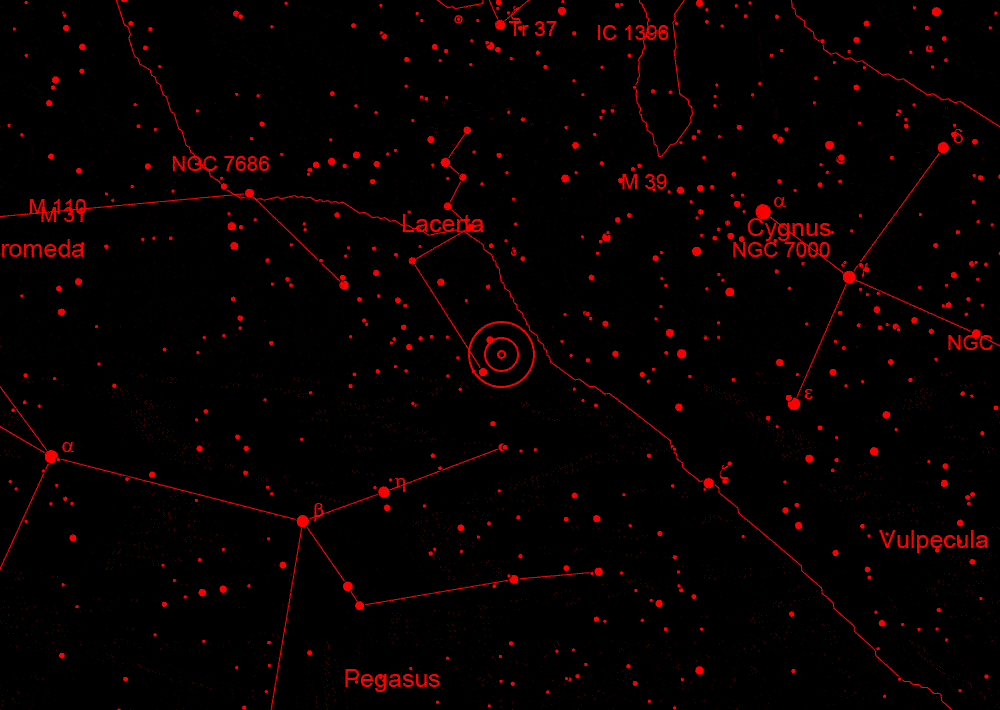 ζ
Tr 37
IC 1396
δ
NGC 7686
M 39
α
M 110
M 31
Lacerta
Cygnus
romeda
NGC 7000
γ
NGC
ε
α
ζ
η
β
Vulpecula
Pegasus